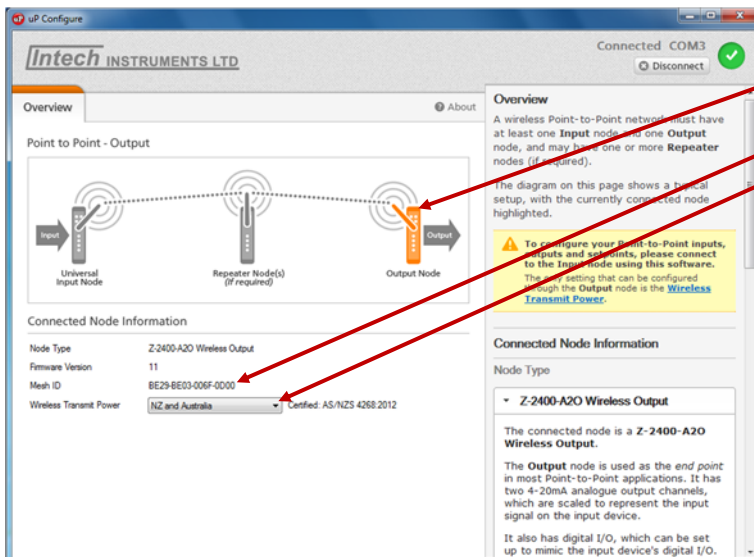 uP Configure
Intech INSTRUMENTS LTD
Connected COM3
Disconnect
Overview
About
Point to Point - Output
Input
Output
Universal
Input Node
Repeater Node(s)
(If required)
Output Node
Connected Node Information
Node Type Z-2400-A2O Wireless Output
Firmware Version 11
Mesh ID BE29-BE03-006F-0D00
Wireless Transmit Power NZ and Australia Certified: AS/NZS 4268:2012
Overview
A wireless Point-to-Point network must have
at least one Input node and one Output
node, and may have one or more Repeater
nodes (if required).
The diagram on this page shows a typical
setup, with the currently connected node
highlighted.
To configure your Point-to-Point inputs,
outputs and setpoints, please connect
to the Input node using this software.
The only setting that can be configured
through the Output node is the Wireless
Transmit Power.
Connected Node Information
Node Type
Z-2400-A2O Wireless Output
The connected node is a Z-2400-A2O
Wireless Output.
The Output node is used as the end point
in most Point-to-Point applications. It has
two 4-20mA analogue output channels,
which are scaled to represent the input
signal on the input device.
It also has digital I/O, which can be set
up to mimic the input device's digital I/O.